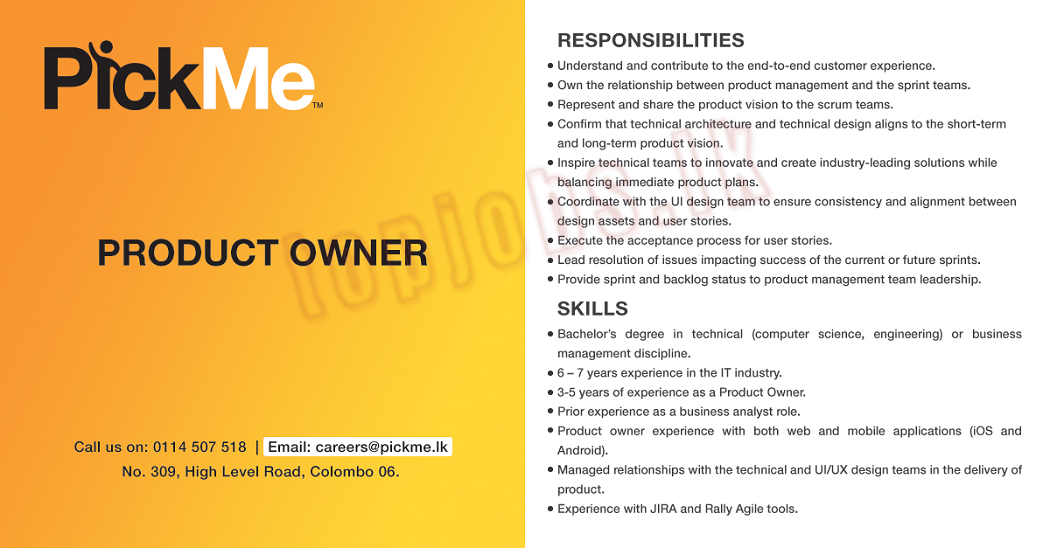 PickMe™
PRODUCT OWNER
Call us on: 0114 507 518 | Email: careers@pickme.lk
No. 309, High Level Road, Colombo 06.
RESPONSIBILITIES
• Understand and contribute to the end-to-end customer experience.
• Own the relationship between product management and the sprint teams.
• Represent and share the product vision to the scrum teams.
• Confirm that technical architecture and technical design aligns to the short-term
and long-term product vision.
• Inspire technical teams to innovate and create industry-leading solutions while
balancing immediate product plans.
• Coordinate with the UI design team to ensure consistency and alignment between
design assets and user stories.
• Execute the acceptance process for user stories.
• Lead resolution of issues impacting success of the current or future sprints.
• Provide sprint and backlog status to product management team leadership.
SKILLS
• Bachelor's degree in technical (computer science, engineering) or business
management discipline.
• 6 – 7 years experience in the IT industry.
• 3-5 years of experience as a Product Owner.
• Prior experience as a business analyst role.
• Product owner experience with both web and mobile applications (iOS and
Android).
• Managed relationships with the technical and UI/UX design teams in the delivery of
product.
• Experience with JIRA and Rally Agile tools.
topjobs.lk